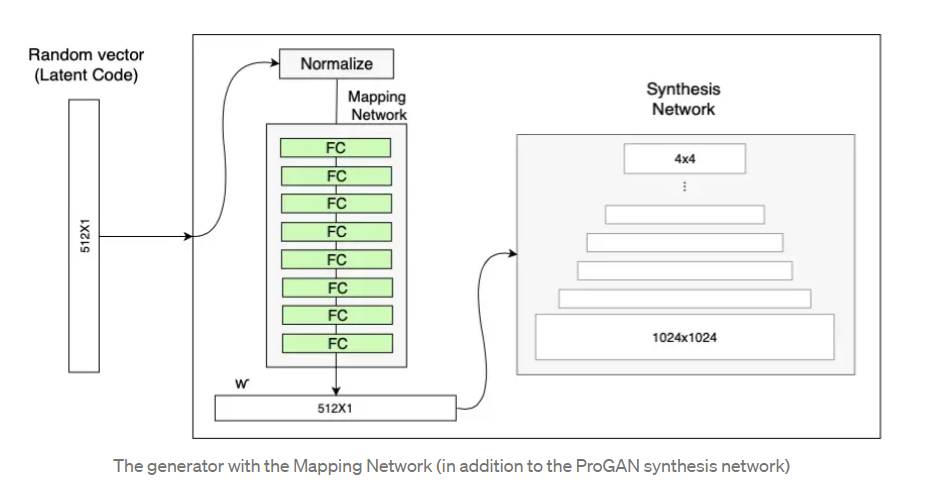 Random vector
(Latent Code)
512X1
Normalize
Mapping
Network
FC
FC
FC
FC
FC
FC
FC
FC
w
512X1
Synthesis
Network
4x4
⋮
1024x1024
The generator with the Mapping Network (in addition to the ProGAN synthesis network)